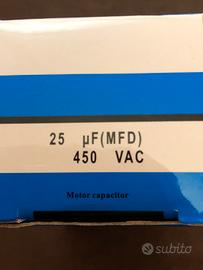 25 µF(MFD)
450 VAC
Motor capacitor
subito